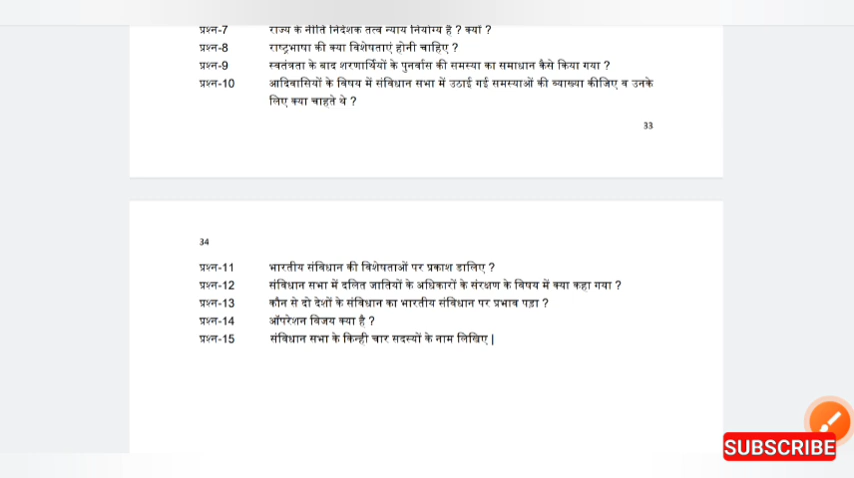 प्रश्न-7 राज्य के नीति निर्देशक तत्व न्याय नियोग्य है ? क्यों ?
प्रश्न-8 राष्ट्रभाषा की क्या विशेषताएं होनी चाहिए ?
प्रश्न-9 स्वतंत्रता के बाद शरणार्थियों के पुनर्वास की समस्या का समाधान कैसे किया गया ?
प्रश्न-10 आदिवासियों के विषय में संविधान सभा में उठाई गई समस्याओं की व्याख्या कीजिए व उनके
लिए क्या चाहते थे ?
33
34
प्रश्न-11 भारतीय संविधान की विशेषताओं पर प्रकाश डालिए ?
प्रश्न-12 संविधान सभा में दलित जातियों के अधिकारों के संरक्षण के विषय में क्या कहा गया ?
प्रश्न-13 कौन से दो देशों के संविधान का भारतीय संविधान पर प्रभाव पड़ा ?
प्रश्न-14 ऑपरेशन विजय क्या है ?
प्रश्न-15 संविधान सभा के किन्ही चार सदस्यों के नाम लिखिए |
SUBSCRIBE